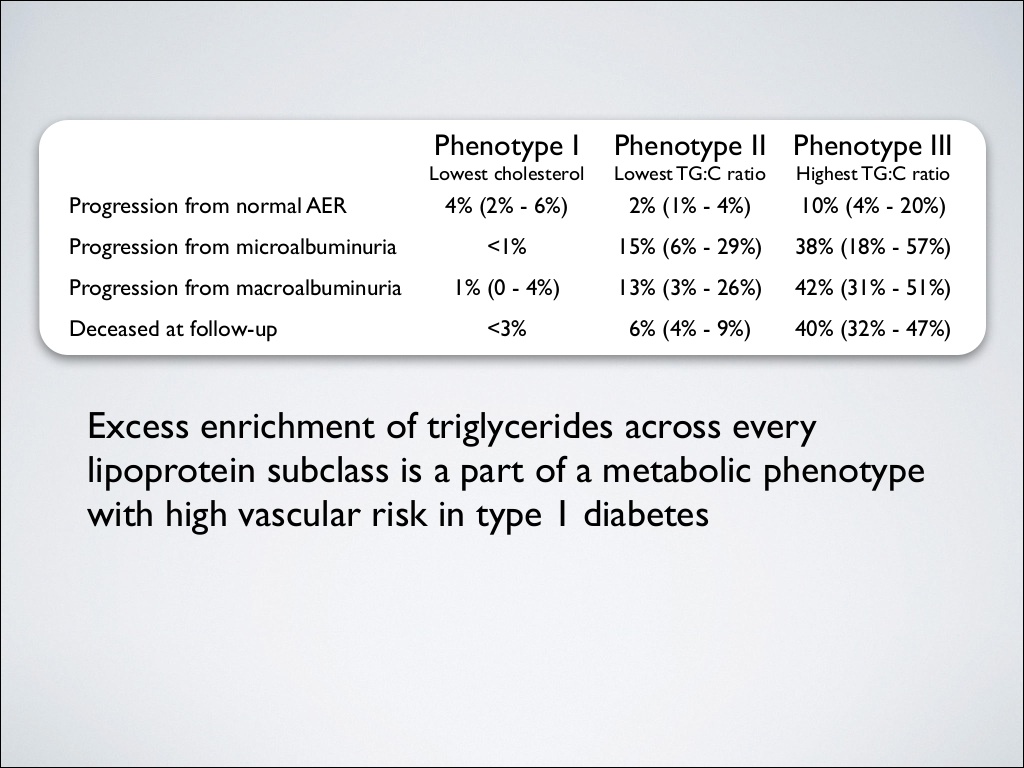 Phenotype I Phenotype II Phenotype III
Lowest cholesterol Lowest TG:C ratio Highest TG:C ratio
Progression from normal AER 4% (2% - 6%) 2% (1% - 4%) 10% (4% - 20%)
Progression from microalbuminuria <1% 15% (6% - 29%) 38% (18% - 57%)
Progression from macroalbuminuria 1% (0 - 4%) 13% (3% - 26%) 42% (31% - 51%)
Deceased at follow-up <3% 6% (4% - 9%) 40% (32% - 47%)
Excess enrichment of triglycerides across every
lipoprotein subclass is a part of a metabolic phenotype
with high vascular risk in type 1 diabetes